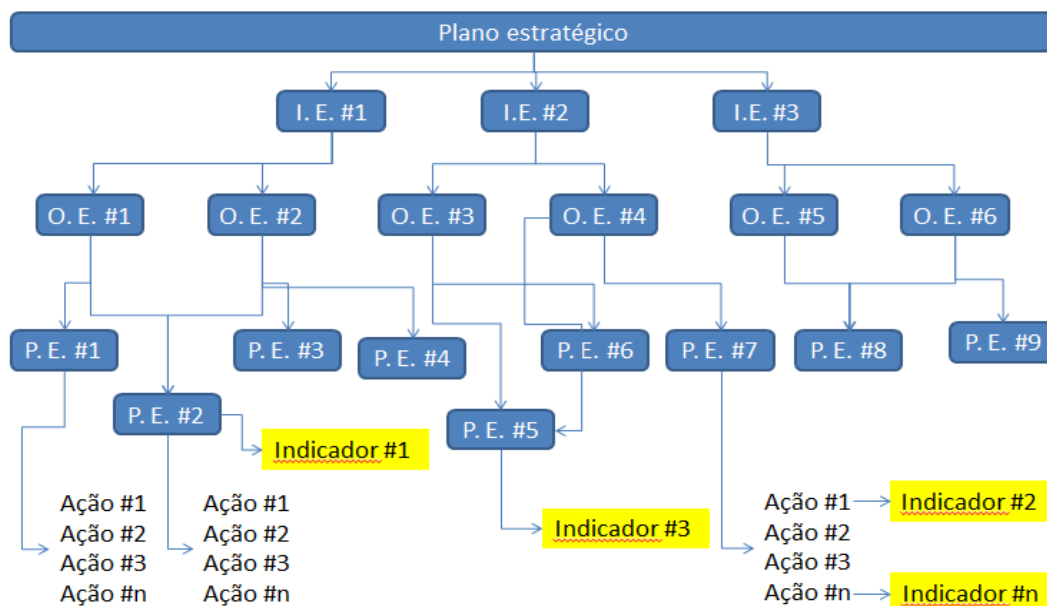 Plano estratégico
I. E. #1
I.E. #2
I.E. #3
O. E. #1
O. E. #2
O. E. #3
O. E. #4
O. E. #5
O. E. #6
P. E. #1
P. E. #3
P. E. #4
P. E. #6
P. E. #7
P. E. #8
P. E. #9
P. E. #2
P. E. #5
Indicador #1
Ação #1
Ação #2
Ação #3
Ação #n
Ação #1
Ação #2
Ação #3
Ação #n
Indicador #3
Ação #1
Ação #2
Ação #3
Ação #n
Indicador #2
Indicador #n